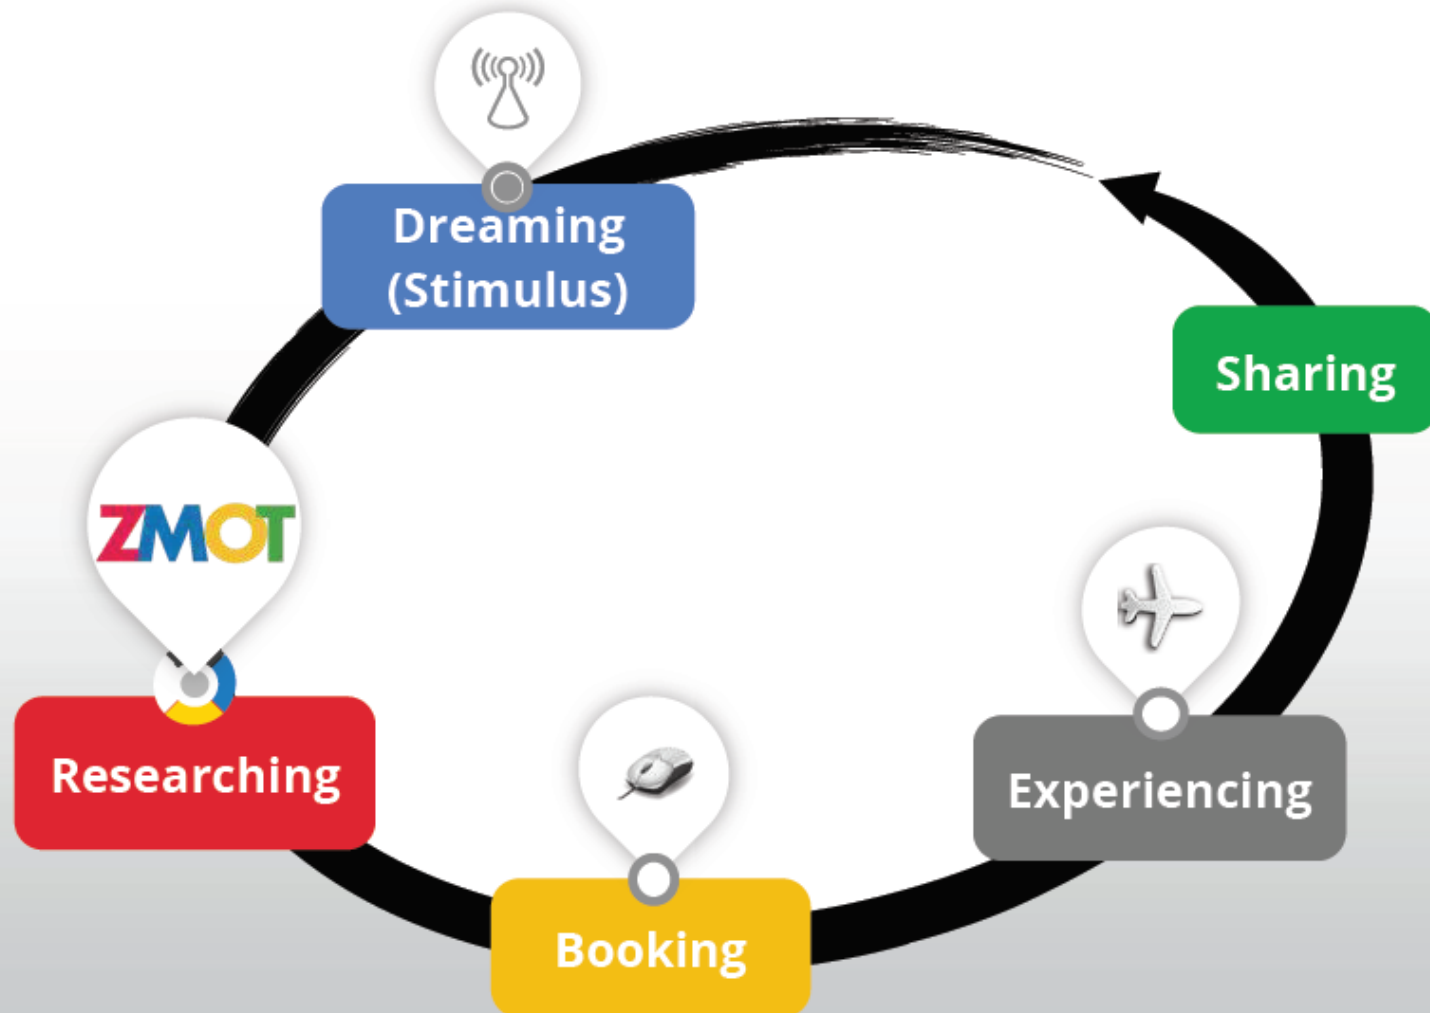 Dreaming
(Stimulus)
Sharing
ZMOT
Researching
Experiencing
Booking